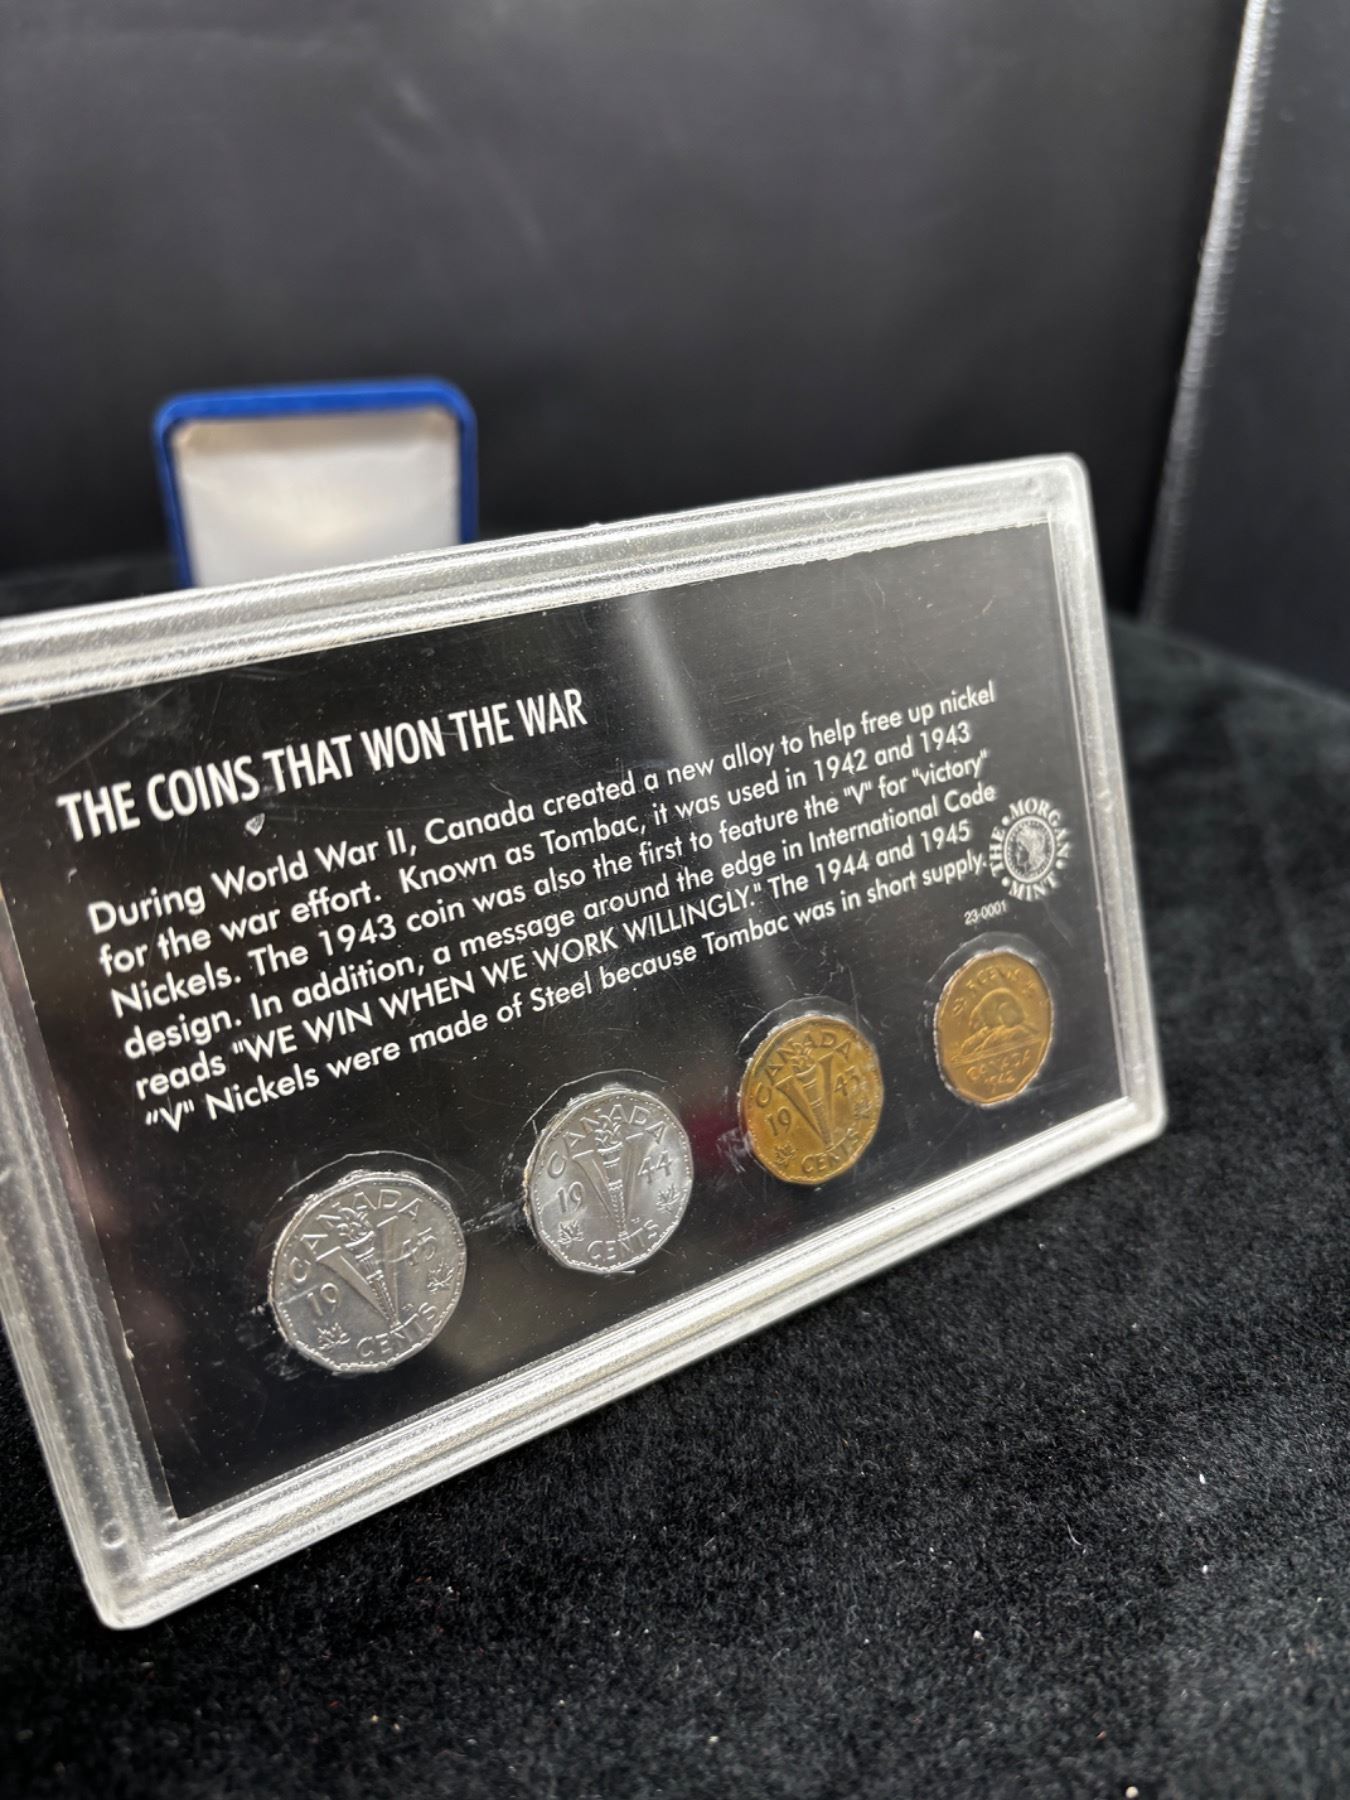 THE COINS THAT WON THE WAR
During World War II, Canada created a new alloy to help free up nickel
for the war effort. Known as Tombac, it was used in 1942 and 1943
Nickels. The 1943 coin was also the first to feature the "V" for "victory"
design. In addition, a message around the edge in International Code
reads "WE WIN WHEN WE WORK WILLINGLY." The 1944 and 1945
"V" Nickels were made of Steel because Tombac was in short supply.
THE • MORGAN
• MINT •
23-0001
CANADA
19 45
CENTS
CANADA
19 44
CENTS
CANADA
19 43
CENTS
5 CENTS
CANADA
1942